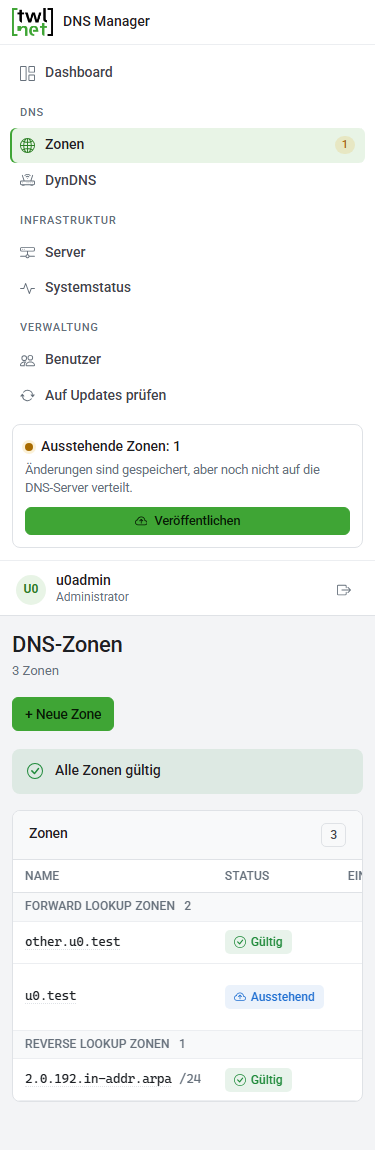 twl
net
DNS Manager
Dashboard
DNS
Zonen 1
DynDNS
INFRASTRUKTUR
Server
Systemstatus
VERWALTUNG
Benutzer
Auf Updates prüfen
Ausstehende Zonen: 1
Änderungen sind gespeichert, aber noch nicht auf die
DNS-Server verteilt.
Veröffentlichen
U0
u0admin
Administrator
DNS-Zonen
3 Zonen
+ Neue Zone
Alle Zonen gültig
Zonen 3
NAME STATUS EIN
FORWARD LOOKUP ZONEN 2
other.u0.test Gültig
u0.test Ausstehend
REVERSE LOOKUP ZONEN 1
2.0.192.in-addr.arpa /24 Gültig